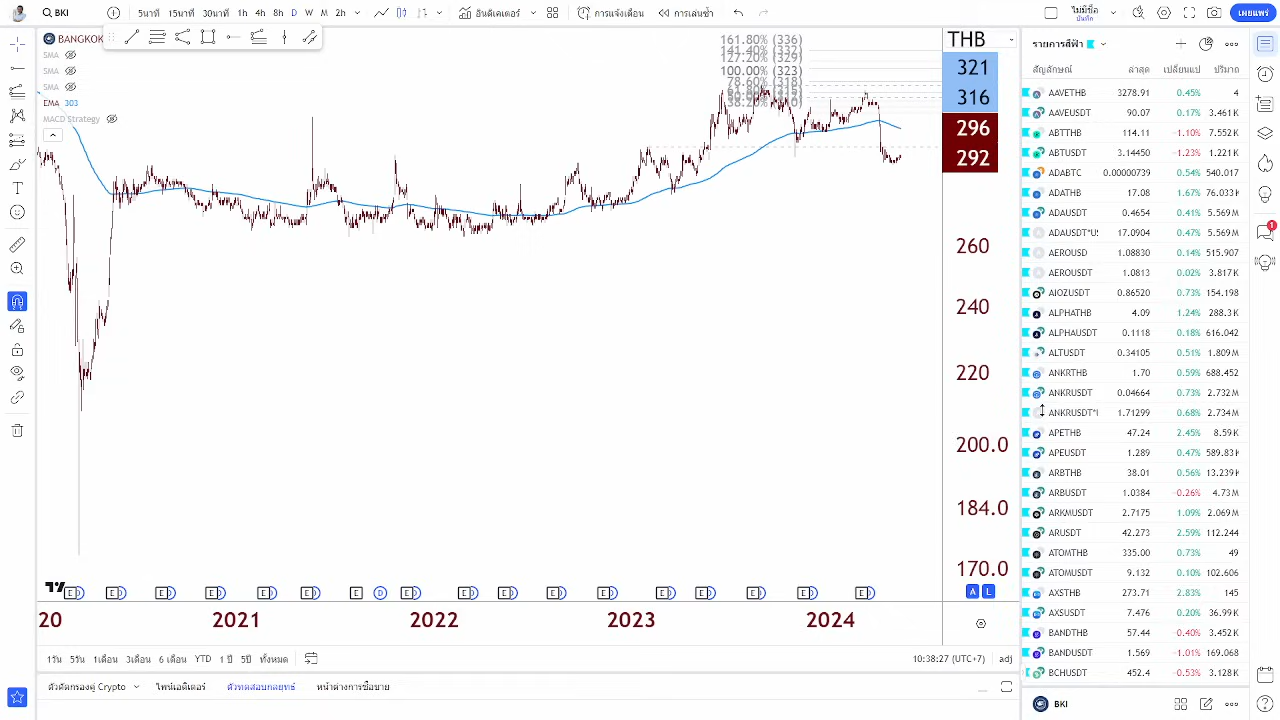 BKI 5นาที 15นาที 30นาที 1h 4h 8h D W M 2h อินดิเคเตอร์ การแจ้งเตือน การเล่นซ้ำ ไม่มีชื่อ บันทึก เผยแพร่
BANGKOK
SMA
SMA
SMA
EMA 303
MACD Strategy
161.80% (336)
141.40% (332)
127.20% (329)
100.00% (323)
78.60% (318)
THB
321
316
296
292
260
240
220
200.0
184.0
170.0
A L
20 2021 2022 2023 2024
1วัน 5วัน 1เดือน 3เดือน 6 เดือน YTD 1 ปี 5ปี ทั้งหมด 10:38:27 (UTC+7) adj
ตัวคัดกรองคู่ Crypto ไพน์เอดิเตอร์ ตัวทดสอบกลยุทธ์ หน้าต่างการซื้อขาย
รายการสีฟ้า
สัญลักษณ์ ล่าสุด เปลี่ยนแป ปริมาต
AAVETHB 3278.91 0.45% 4
AAVEUSDT 90.07 0.17% 3.461K
ABTTHB 114.11 −1.10% 7.552K
ABTUSDT 3.14450 −1.23% 1.221K
ADABTC 0.00000739 0.54% 540.017
ADATHB 17.08 1.67% 76.033K
ADAUSDT 0.4654 0.41% 5.569M
ADAUSDT*US 17.0904 0.47% 5.569M
AEROUSD 1.08830 0.14% 515.907
AEROUSDT 1.0813 0.02% 3.817K
AIOZUSDT 0.86520 0.73% 154.198
ALPHATHB 4.09 1.24% 288.3K
ALPHAUSDT 0.1118 0.18% 616.042
ALTUSDT 0.34105 0.51% 1.809M
ANKRTHB 1.70 0.59% 688.452
ANKRUSDT 0.04664 0.73% 2.732M
ANKRUSDT* 1.71299 0.68% 2.734M
APETHB 47.24 2.45% 8.59K
APEUSDT 1.289 0.47% 589.83K
ARBTHB 38.01 0.56% 13.239K
ARBUSDT 1.0384 −0.26% 4.73M
ARKMUSDT 2.7175 1.09% 2.069M
ARUSDT 42.273 2.59% 112.244
ATOMTHB 335.00 0.73% 49
ATOMUSDT 9.132 0.10% 102.606
AXSTHB 273.71 2.83% 145
AXSUSDT 7.476 0.20% 36.99K
BANDTHB 57.44 −0.40% 3.452K
BANDUSDT 1.569 −1.01% 169.068
BCHUSDT 452.4 −0.53% 3.128K
BKI